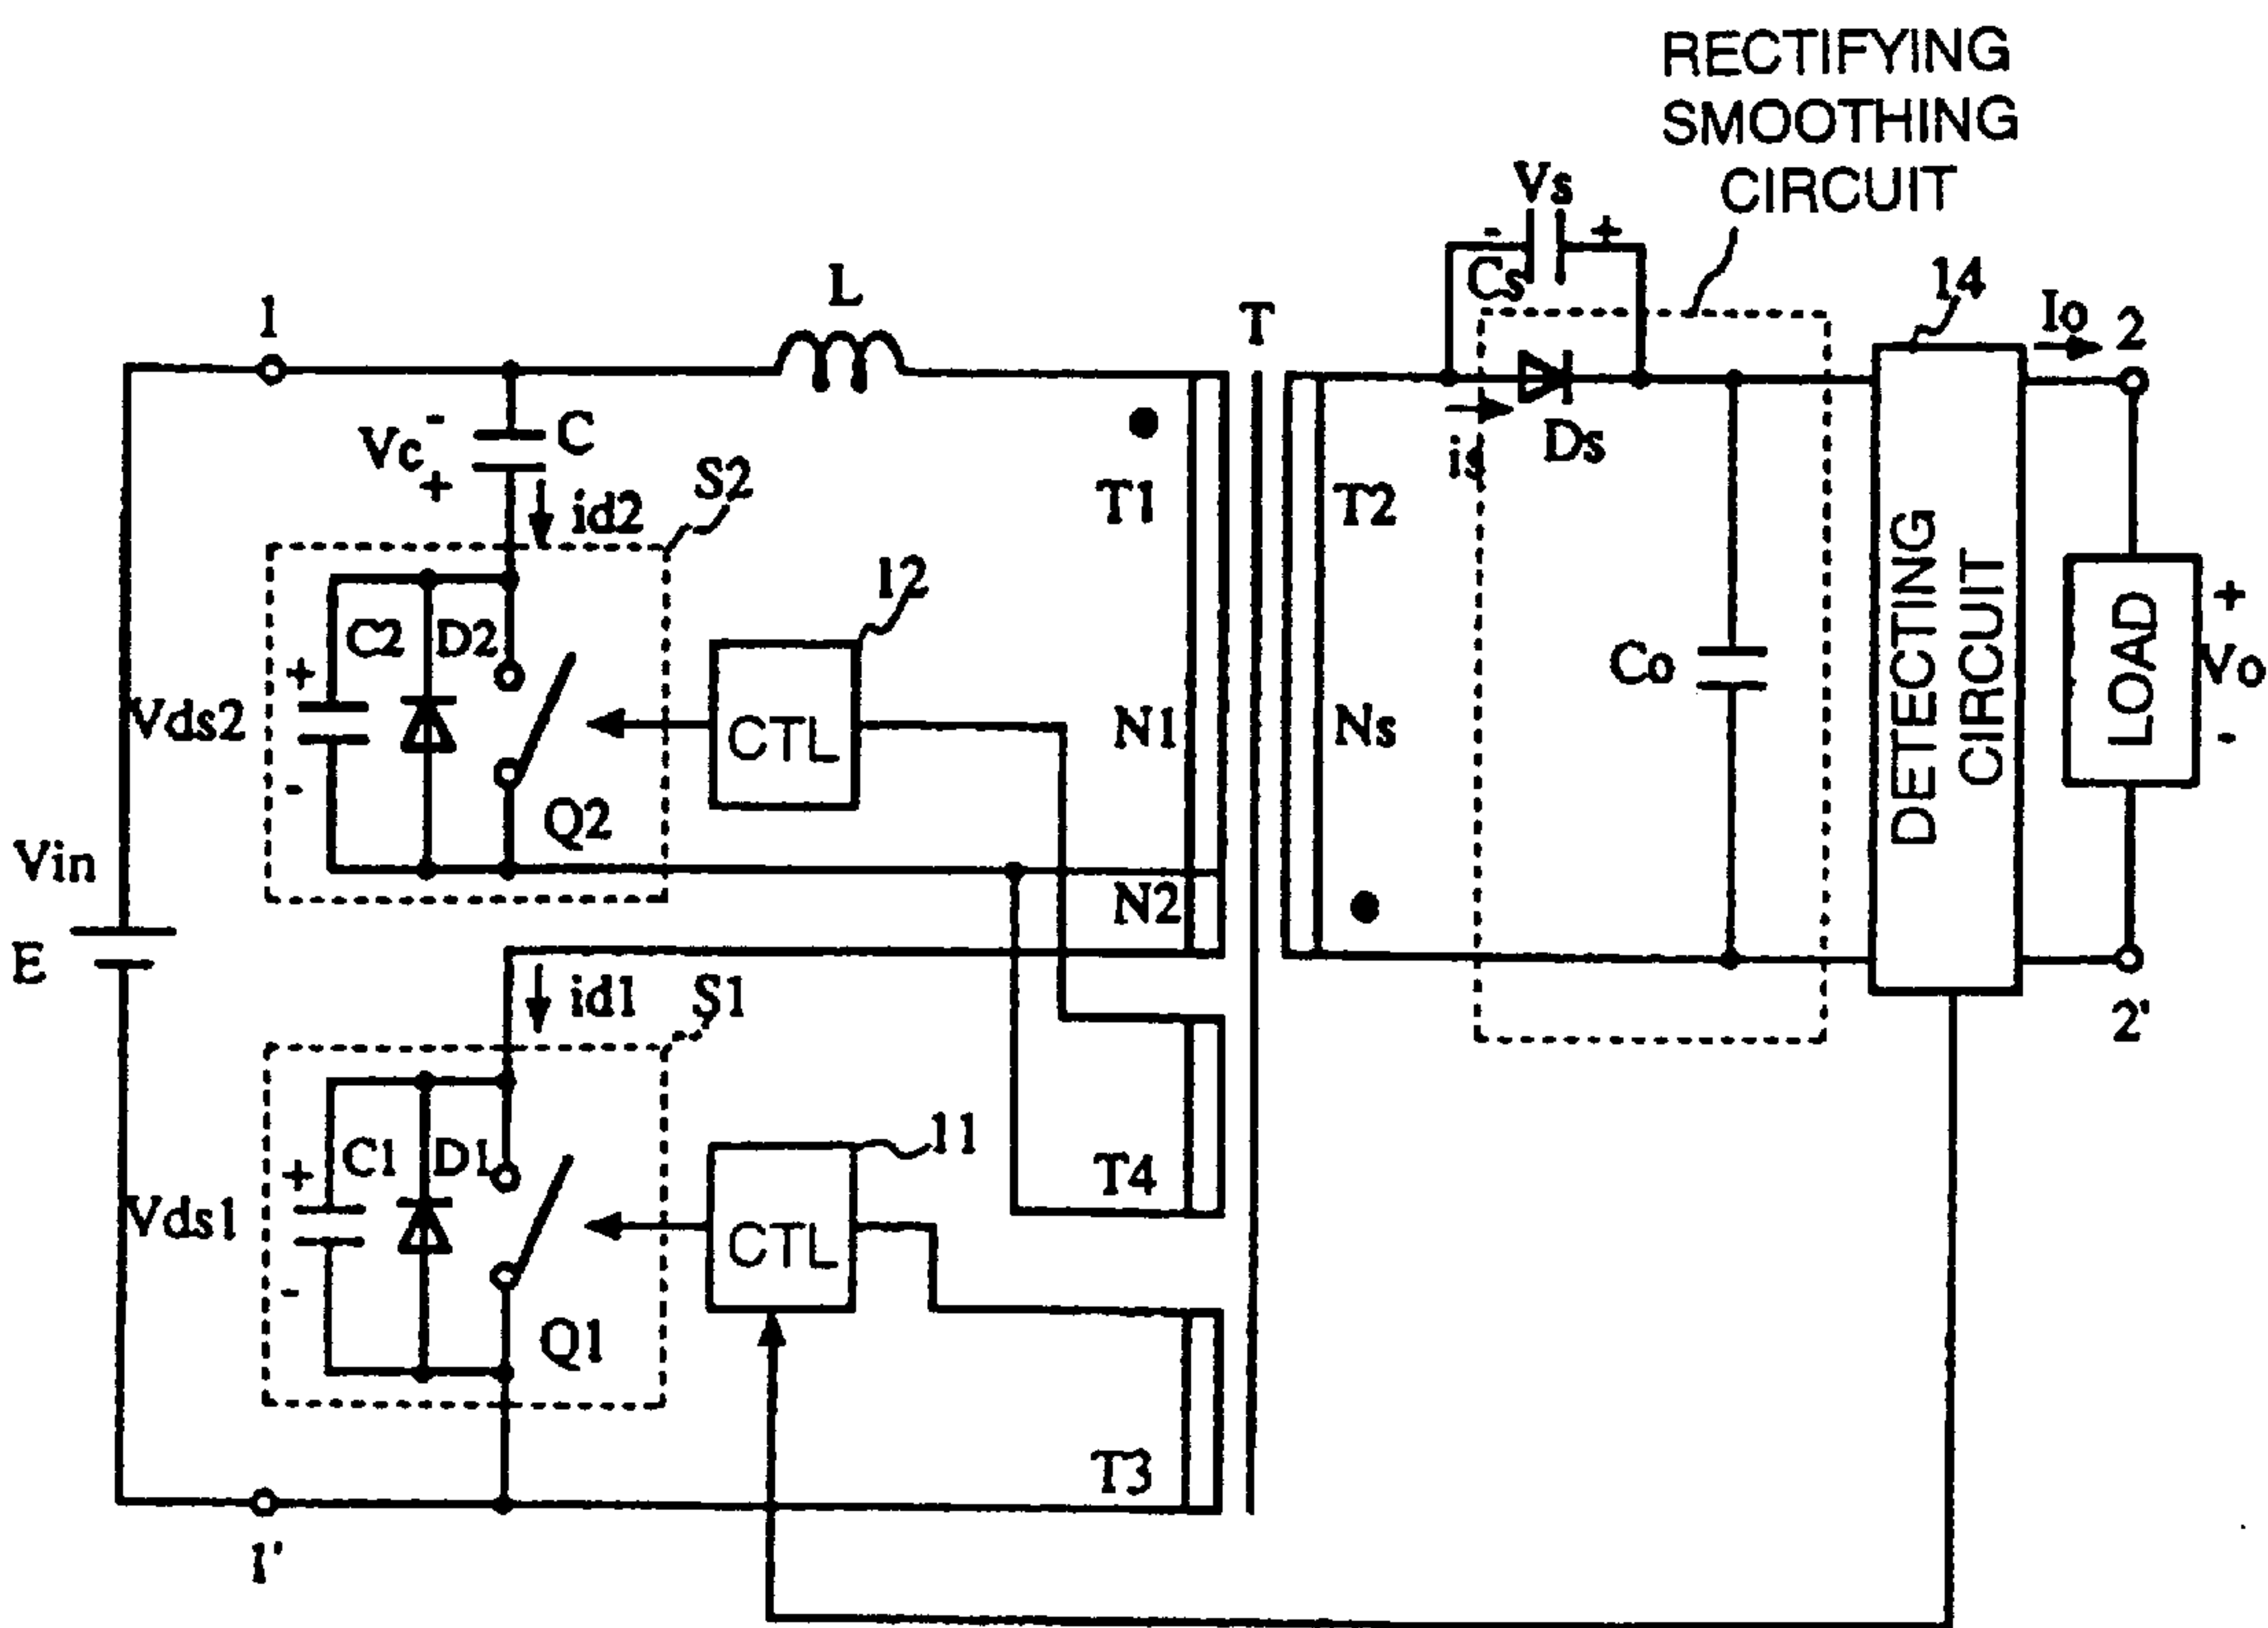 RECTIFYING
SMOOTHING
CIRCUIT
Vs
- +
Cs
1
L
T
14
Io
2
Vc
-
+
C
id2
S2
T1
T2
is
Ds
12
C2
D2
+
Vds2
-
Q2
CTL
N1
Ns
Co
DETECTING
CIRCUIT
LOAD
+
Vo
-
Vin
E
N2
id1
S1
2'
C1
D1
+
Vds1
-
Q1
CTL
11
T4
T3
1'